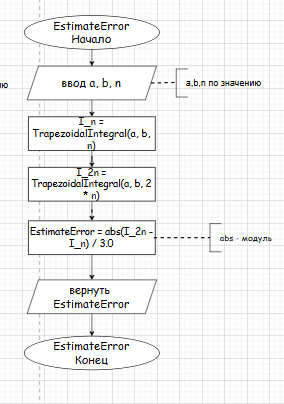 EstimateError
Начало
ввод a, b, n
a,b,n по значению
I_n =
TrapezoidalIntegral(a, b,
n)
I_2n =
TrapezoidalIntegral(a, b, 2
* n)
EstimateError = abs(I_2n -
I_n) / 3.0
abs - модуль
вернуть
EstimateError
EstimateError
Конец